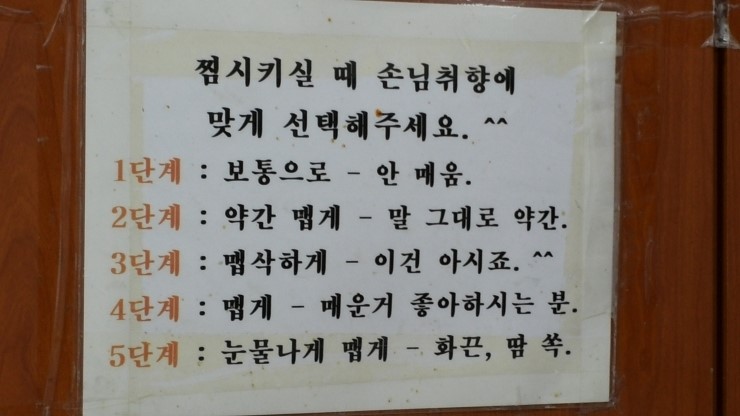 찜시키실 때 손님취향에
맞게 선택해주세요. ^^
1단계 : 보통으로 - 안 매움.
2단계 : 약간 맵게 - 말 그대로 약간.
3단계 : 맵삭하게 - 이건 아시죠. ^^
4단계 : 맵게 - 매운거 좋아하시는 분.
5단계 : 눈물나게 맵게 - 화끈, 땀 쏙.